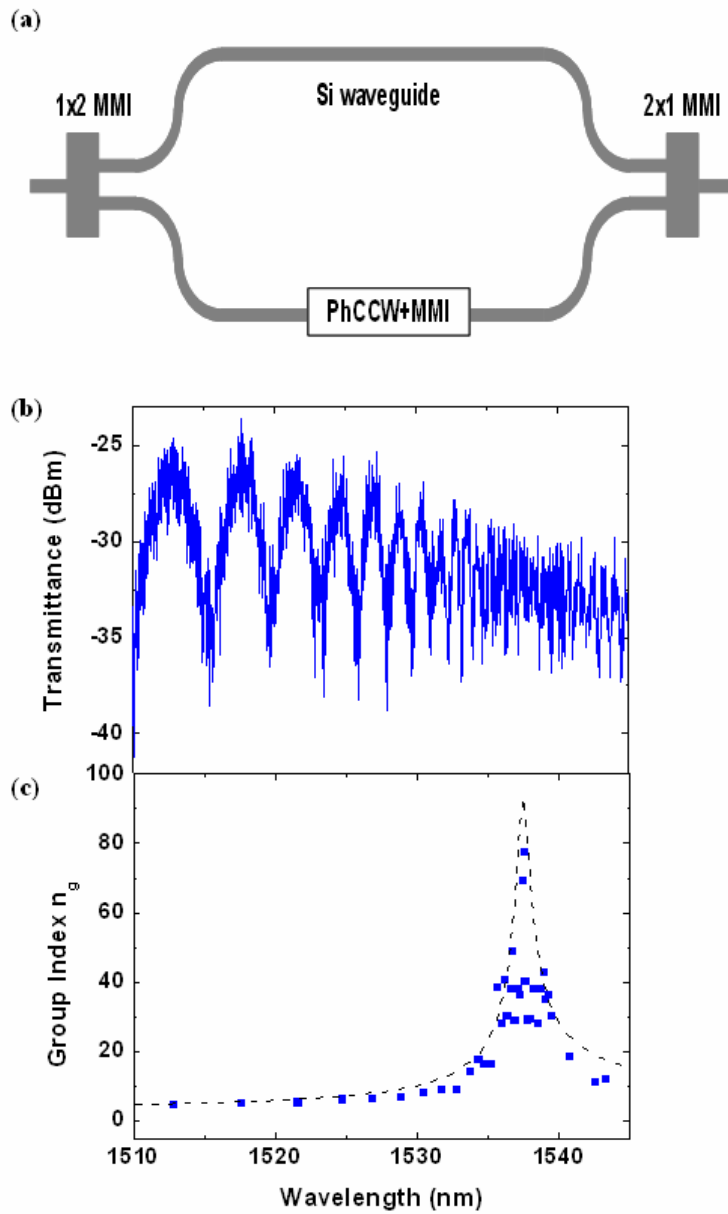 (a)
1x2 MMI
Si waveguide
2x1 MMI
PhCCW+MMI
(b)
Transmittance (dBm)
-25
-30
-35
-40
(c)
Group Index n_g
100
80
60
40
20
0
1510
1520
1530
1540
Wavelength (nm)